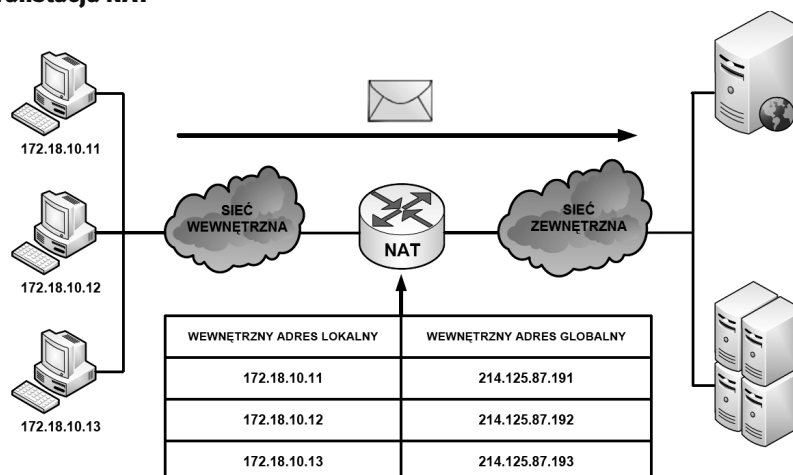 172.18.10.11
172.18.10.12
172.18.10.13
SIEĆ
WEWNĘTRZNA
NAT
SIEĆ
ZEWNĘTRZNA
WEWNĘTRZNY ADRES LOKALNY WEWNĘTRZNY ADRES GLOBALNY
172.18.10.11 214.125.87.191
172.18.10.12 214.125.87.192
172.18.10.13 214.125.87.193